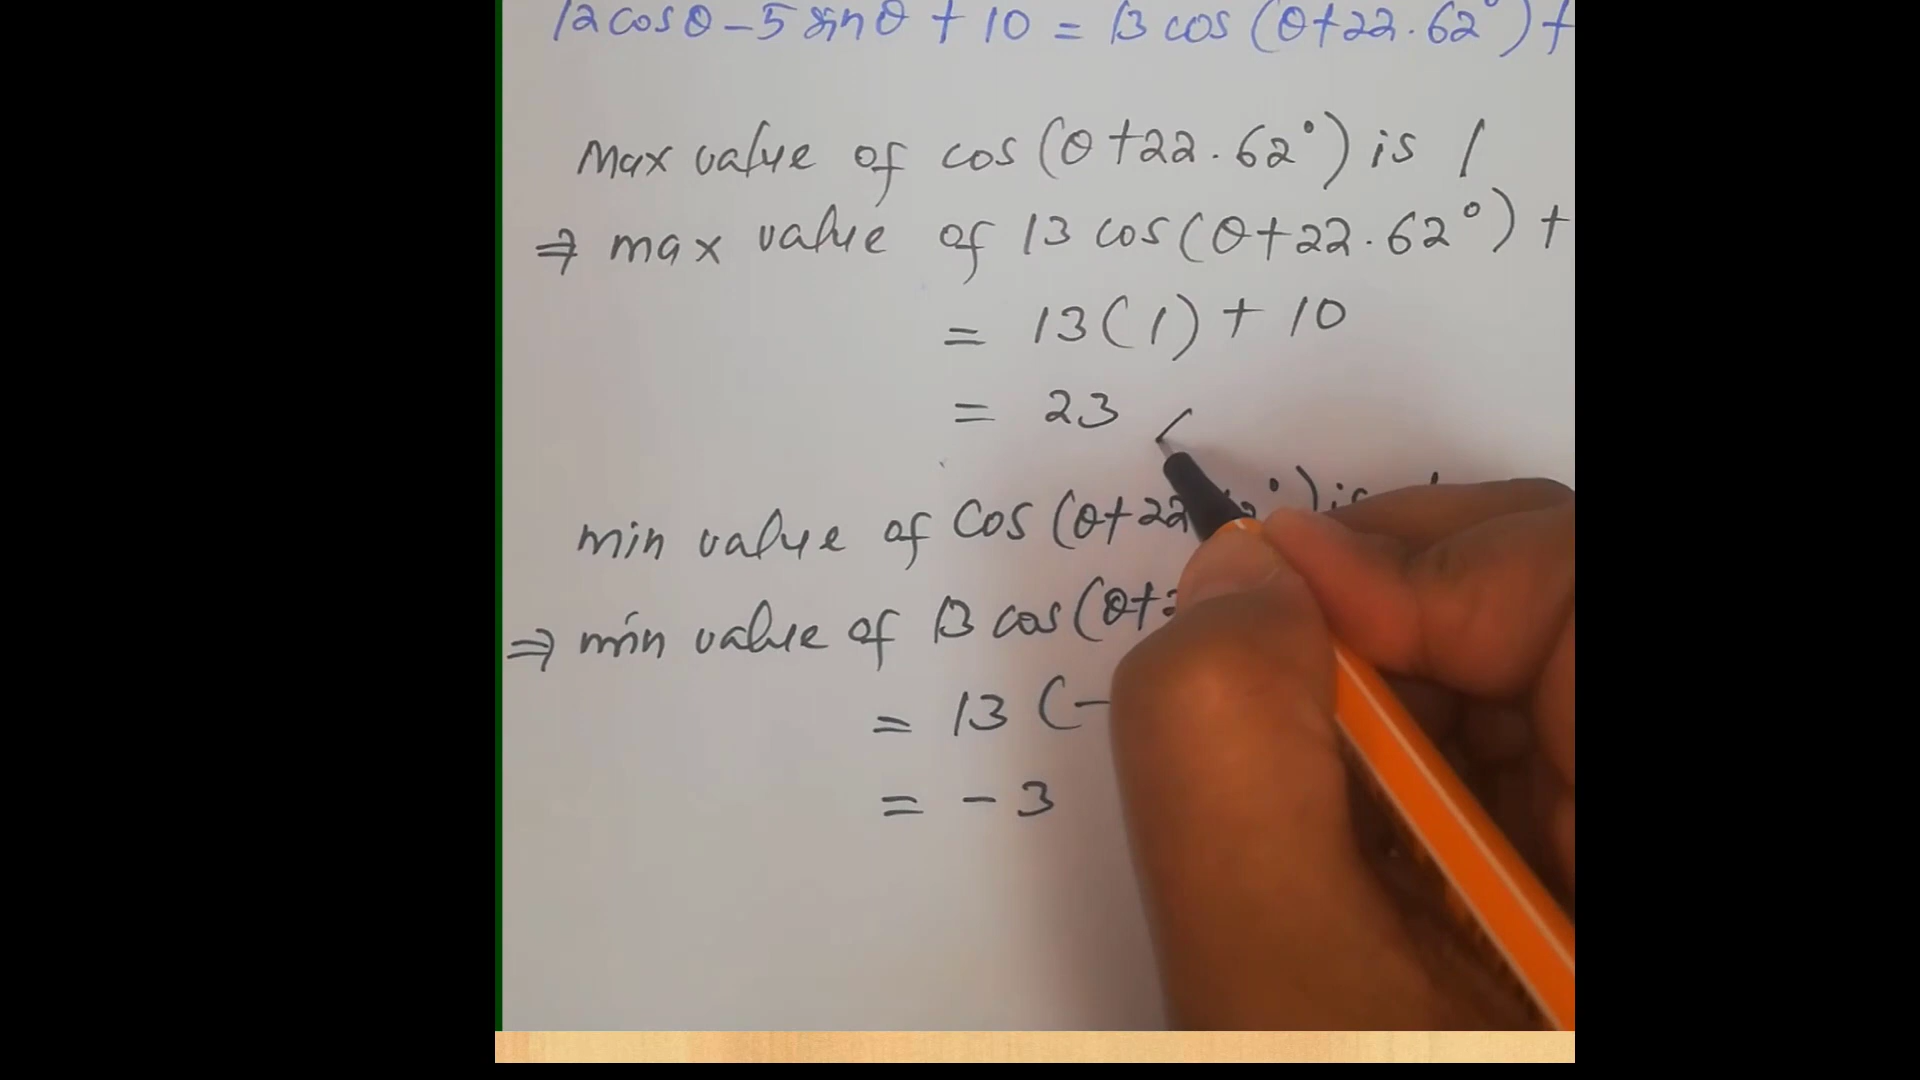 12cosθ-5sinθ + 10 = 13 cos (θ+22.62°) +
Max value of cos(θ+22.62°) is 1
⇒ max value of 13 cos(θ+22.62°) +
= 13(1) + 10
= 23
min value of Cos (θ+22.62°) is
⇒ min value of 13 cos(θ+
= 13 (-
= -3